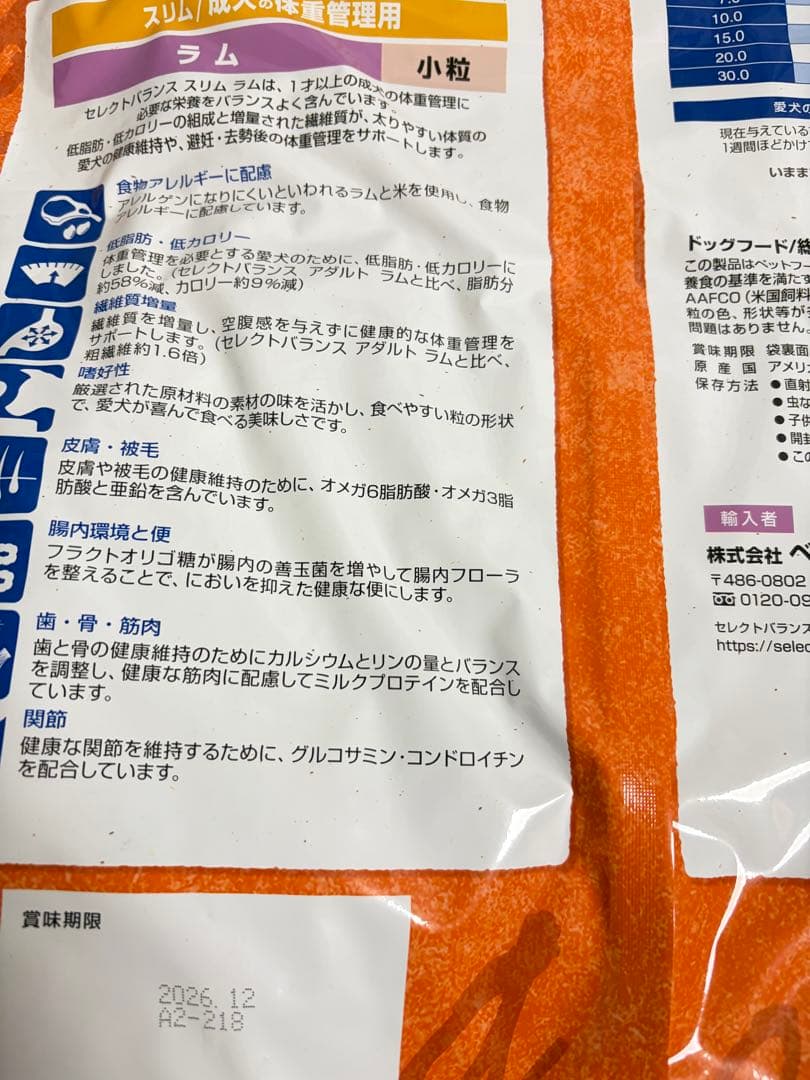 スリム/成犬の体重管理用
ラム
小粒
セレクトバランス スリム ラムは、1才以上の成犬の体重管理に
必要な栄養をバランスよく含んでいます。
低脂肪・低カロリーの組成と増量された繊維質が、太りやすい体質の
愛犬の健康維持や、避妊・去勢後の体重管理をサポートします。
食物アレルギーに配慮
アレルゲンになりにくいといわれるラムと米を使用し、食物
アレルギーに配慮しています。
低脂肪・低カロリー
体重管理を必要とする愛犬のために、低脂肪・低カロリーに
しました。(セレクトバランス アダルト ラムと比べ、脂肪分
約58%減、カロリー約9%減)
繊維質増量
繊維質を増量し、空腹感を与えずに健康的な体重管理を
サポートします。(セレクトバランス アダルト ラムと比べ、
粗繊維約1.6倍)
嗜好性
厳選された原材料の素材の味を活かし、食べやすい粒の形状
で、愛犬が喜んで食べる美味しさです。
皮膚・被毛
皮膚や被毛の健康維持のために、オメガ6脂肪酸・オメガ3脂
肪酸と亜鉛を含んでいます。
腸内環境と便
フラクトオリゴ糖が腸内の善玉菌を増やして腸内フローラ
を整えることで、においを抑えた健康な便にします。
歯・骨・筋肉
歯と骨の健康維持のためにカルシウムとリンの量とバランス
を調整し、健康な筋肉に配慮してミルクプロテインを配合し
ています。
関節
健康な関節を維持するために、グルコサミン・コンドロイチン
を配合しています。
賞味期限
2026.12
A2-218
10.0
15.0
20.0
30.0
愛犬の
現在与えている
1週間ほどかけ
いまま
ドッグフード/総
この製品はペットフー
養食の基準を満たす
AAFCO(米国飼料
粒の色、形状等が
問題はありません。
賞味期限 袋裏面
原産国 アメリカ
保存方法 ●直射
●虫な
●子供
●開封
●この
輸入者
株式会社 ペ
〒486-0802
0120-09
セレクトバランス
https://selec